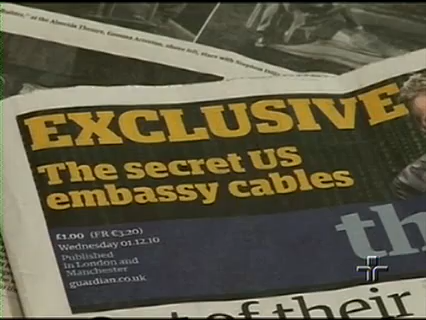 EXCLUSIVE
The secret US
embassy cables
£1.00 (FR €3.20)
Wednesday 01.12.10
Published
in London and
Manchester
guardian.co.uk
th
of their